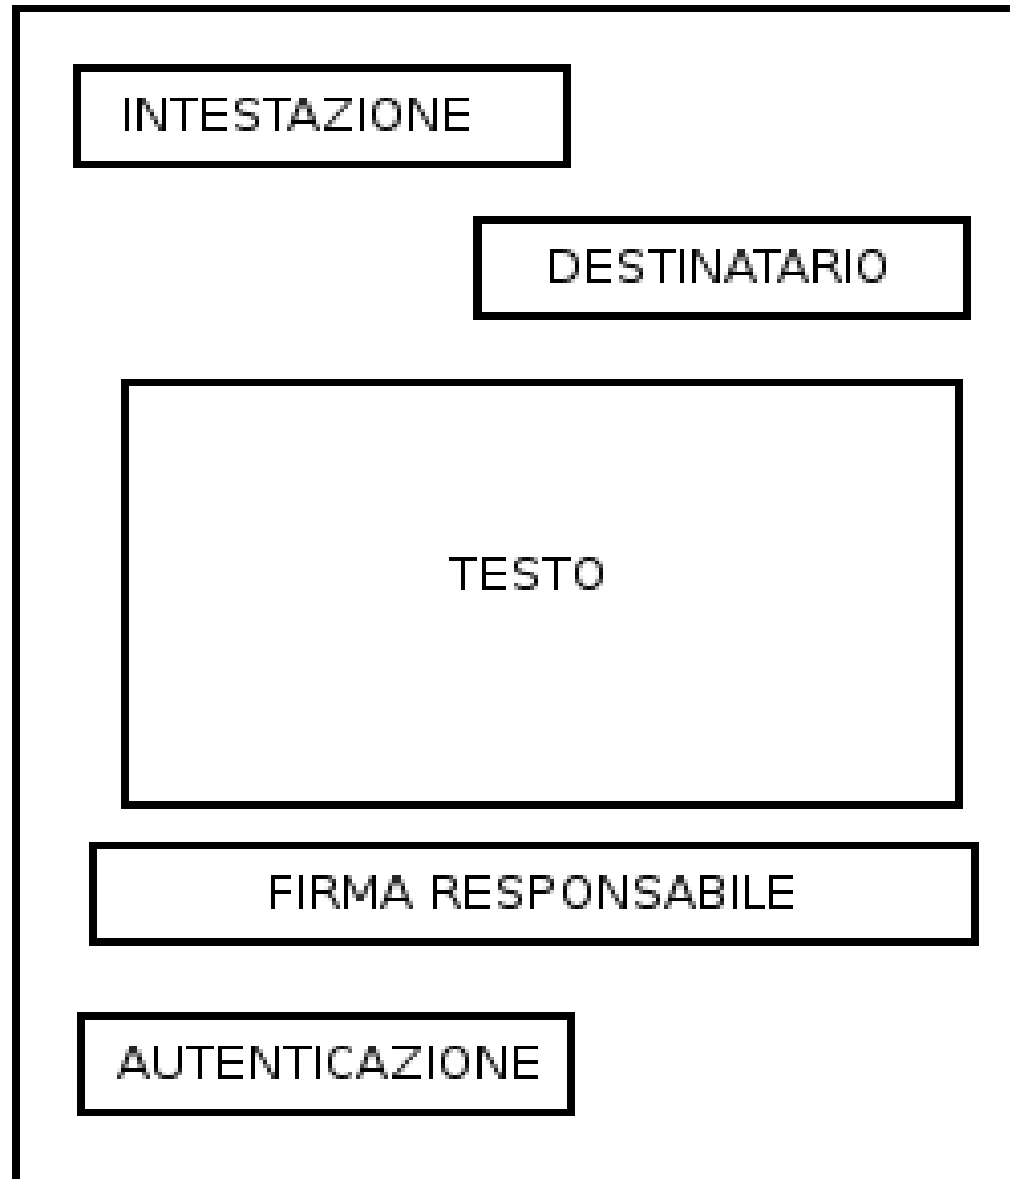 INTESTAZIONE
DESTINATARIO
TESTO
FIRMA RESPONSABILE
AUTENTICAZIONE